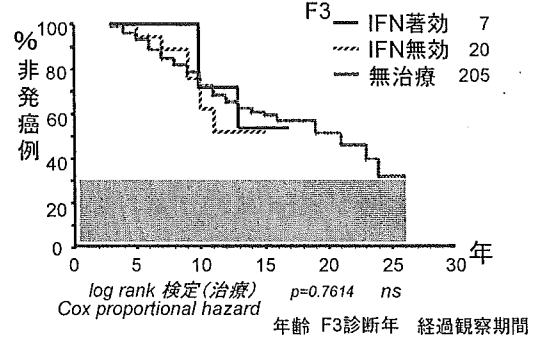 F3
IFN著効 7
IFN無効 20
無治療 205
%
非発癌例
100
80
60
40
20
0
0 5 10 15 20 25 30 年
log rank 検定(治療) p=0.7614 ns
Cox proportional hazard
年齢 F3診断年 経過観察期間